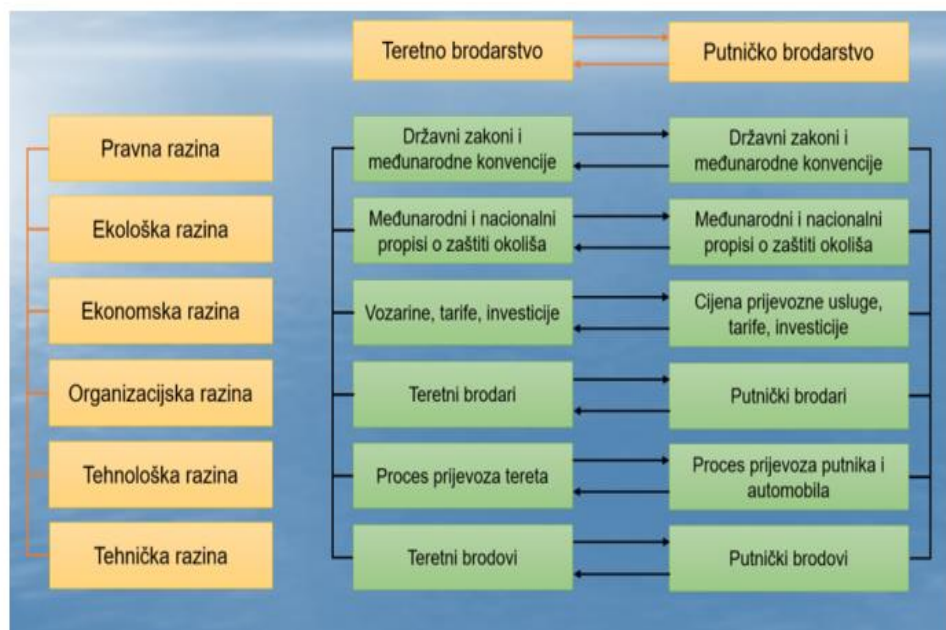 Teretno brodarstvo
Putničko brodarstvo
Pravna razina
Državni zakoni i
međunarodne konvencije
Državni zakoni i
međunarodne konvencije
Ekološka razina
Međunarodni i nacionalni
propisi o zaštiti okoliša
Međunarodni i nacionalni
propisi o zaštiti okoliša
Ekonomska razina
Vozarine, tarife, investicije
Cijena prijevozne usluge,
tarife, investicije
Organizacijska razina
Teretni brodari
Putnički brodari
Tehnološka razina
Proces prijevoza tereta
Proces prijevoza putnika i
automobila
Tehnička razina
Teretni brodovi
Putnički brodovi